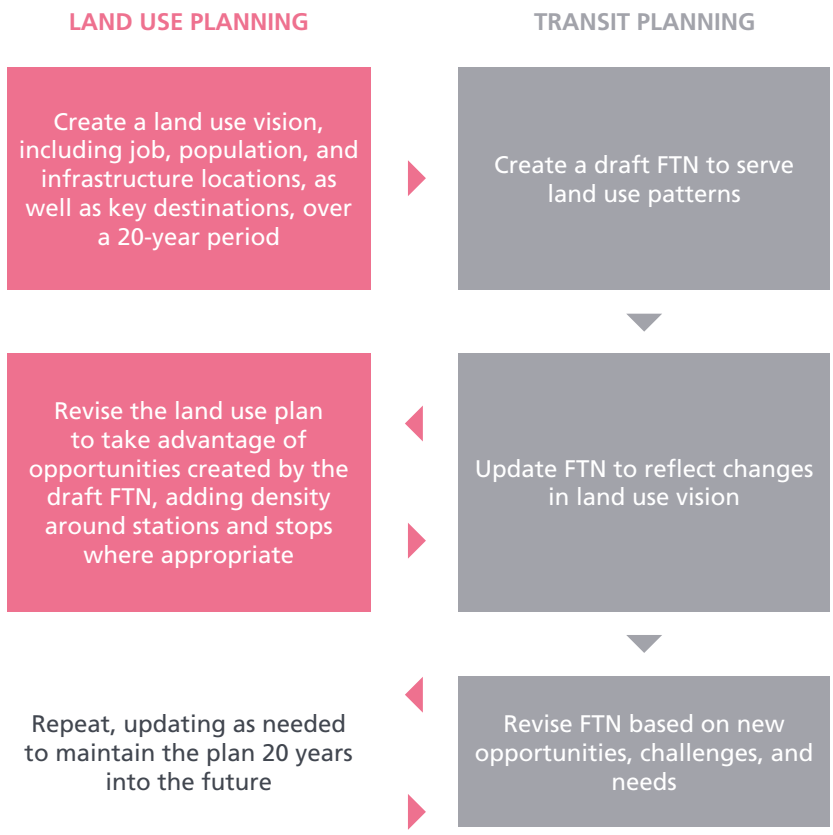 LAND USE PLANNING
TRANSIT PLANNING
Create a land use vision,
including job, population, and
infrastructure locations, as
well as key destinations, over
a 20-year period
Create a draft FTN to serve
land use patterns
Revise the land use plan
to take advantage of
opportunities created by the
draft FTN, adding density
around stations and stops
where appropriate
Update FTN to reflect changes
in land use vision
Repeat, updating as needed
to maintain the plan 20 years
into the future
Revise FTN based on new
opportunities, challenges, and
needs